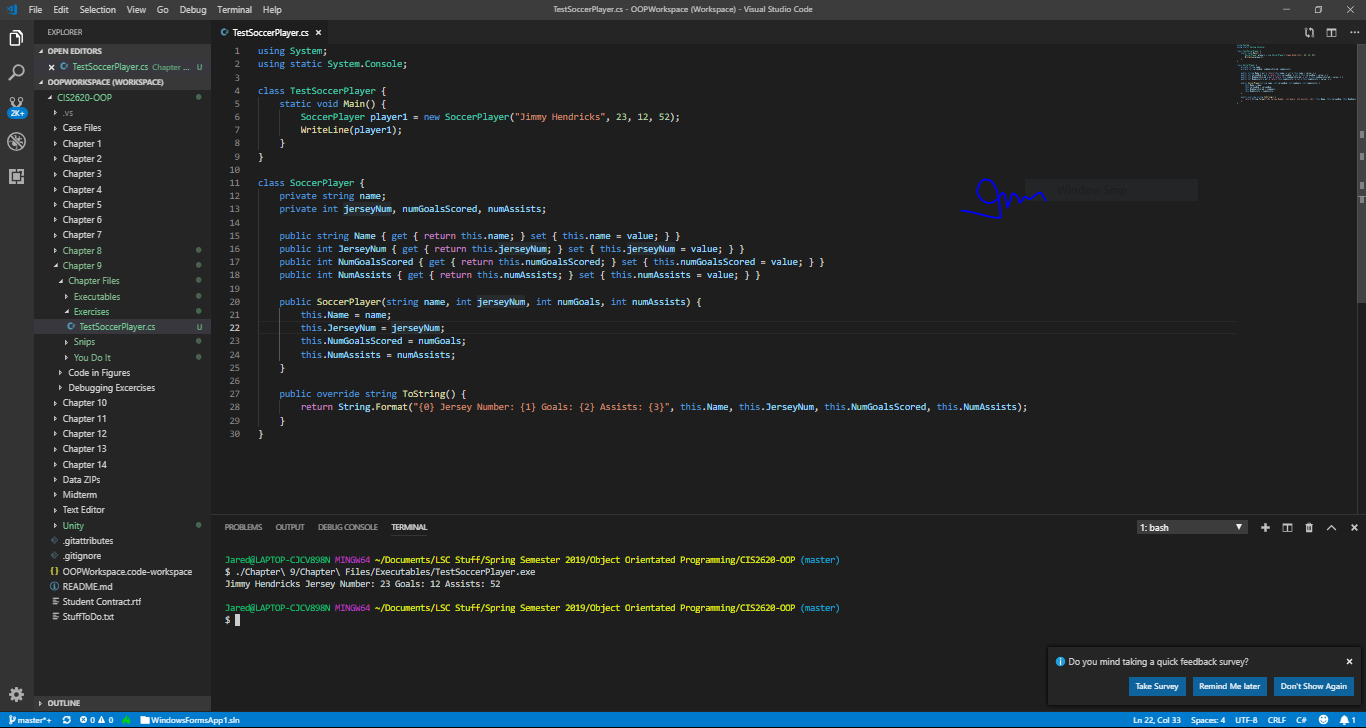 File Edit Selection View Go Debug Terminal Help
TestSoccerPlayer.cs - OOPWorkspace (Workspace) - Visual Studio Code
EXPLORER
OPEN EDITORS
TestSoccerPlayer.cs Chapter ... U
OOPWORKSPACE (WORKSPACE)
CIS2620-OOP
.vs
Case Files
Chapter 1
Chapter 2
Chapter 3
Chapter 4
Chapter 5
Chapter 6
Chapter 7
Chapter 8
Chapter 9
Chapter Files
Executables
Exercises
TestSoccerPlayer.cs U
Snips
You Do It
Code in Figures
Debugging Excercises
Chapter 10
Chapter 11
Chapter 12
Chapter 13
Chapter 14
Data ZIPs
Midterm
Text Editor
Unity
.gitattributes
.gitignore
OOPWorkspace.code-workspace
README.md
Student Contract.rtf
StuffToDo.txt
OUTLINE
2K+
TestSoccerPlayer.cs
1 using System;
2 using static System.Console;
3
4 class TestSoccerPlayer {
5 static void Main() {
6 SoccerPlayer player1 = new SoccerPlayer("Jimmy Hendricks", 23, 12, 52);
7 WriteLine(player1);
8 }
9 }
10
11 class SoccerPlayer {
12 private string name;
13 private int jerseyNum, numGoalsScored, numAssists;
14
15 public string Name { get { return this.name; } set { this.name = value; } }
16 public int JerseyNum { get { return this.jerseyNum; } set { this.jerseyNum = value; } }
17 public int NumGoalsScored { get { return this.numGoalsScored; } set { this.numGoalsScored = value; } }
18 public int NumAssists { get { return this.numAssists; } set { this.numAssists = value; } }
19
20 public SoccerPlayer(string name, int jerseyNum, int numGoals, int numAssists) {
21 this.Name = name;
22 this.JerseyNum = jerseyNum;
23 this.NumGoalsScored = numGoals;
24 this.NumAssists = numAssists;
25 }
26
27 public override string ToString() {
28 return String.Format("{0} Jersey Number: {1} Goals: {2} Assists: {3}", this.Name, this.JerseyNum, this.NumGoalsScored, this.NumAssists);
29 }
30 }
Window Snip
PROBLEMS OUTPUT DEBUG CONSOLE TERMINAL
1: bash
Jared@LAPTOP-CJCV898N MINGW64 ~/Documents/LSC Stuff/Spring Semester 2019/Object Orientated Programming/CIS2620-OOP (master)
$ ./Chapter\ 9/Chapter\ Files/Executables/TestSoccerPlayer.exe
Jimmy Hendricks Jersey Number: 23 Goals: 12 Assists: 52
Jared@LAPTOP-CJCV898N MINGW64 ~/Documents/LSC Stuff/Spring Semester 2019/Object Orientated Programming/CIS2620-OOP (master)
$
Do you mind taking a quick feedback survey?
Take Survey Remind Me later Don't Show Again
master*+ 0 0 WindowsFormsApp1.sln
Ln 22, Col 33 Spaces: 4 UTF-8 CRLF C# 1